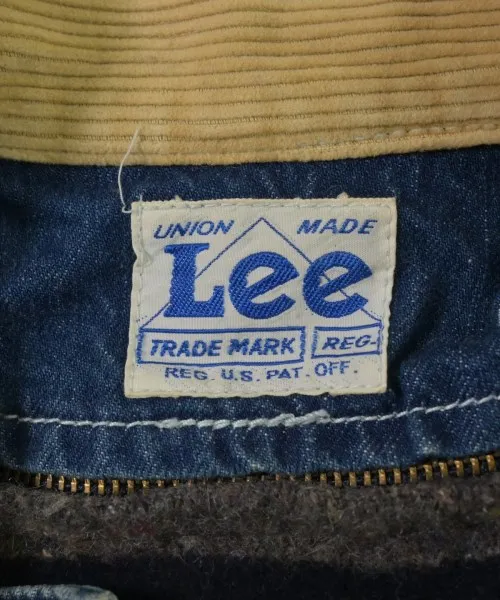 UNION MADE
Lee
TRADE MARK REG-
REG. U.S. PAT. OFF.